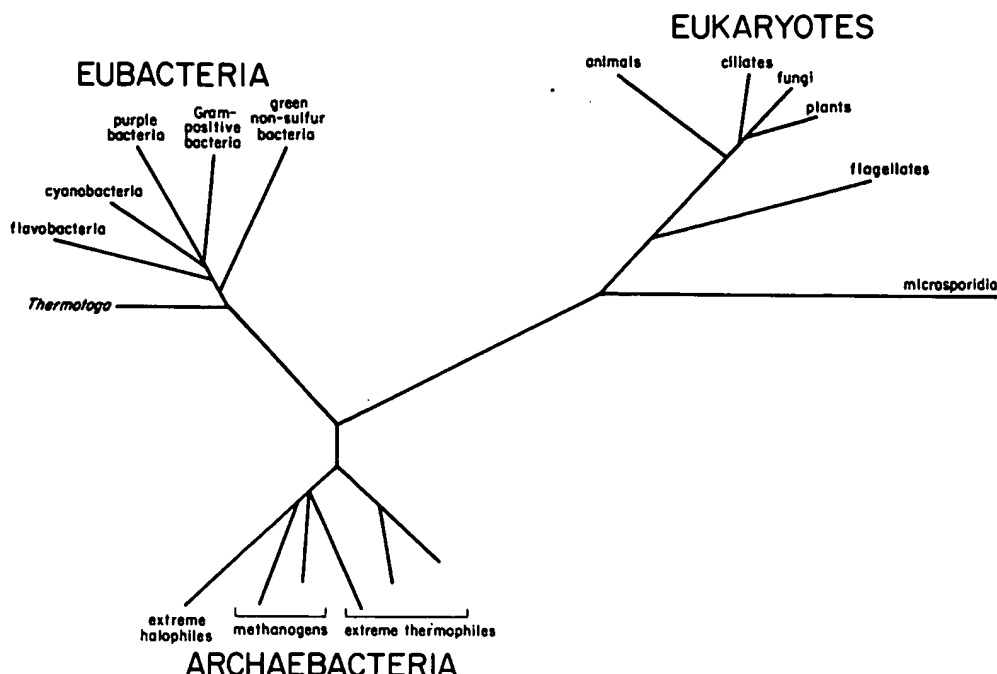 EUKARYOTES
animals
ciliates
fungi
plants
flagellates
microsporidia
EUBACTERIA
green
non-sulfur
bacteria
Gram-
positive
bacteria
purple
bacteria
cyanobacteria
flavobacteria
Thermotoga
extreme
halophiles
methanogens
extreme thermophiles
ARCHAEBACTERIA